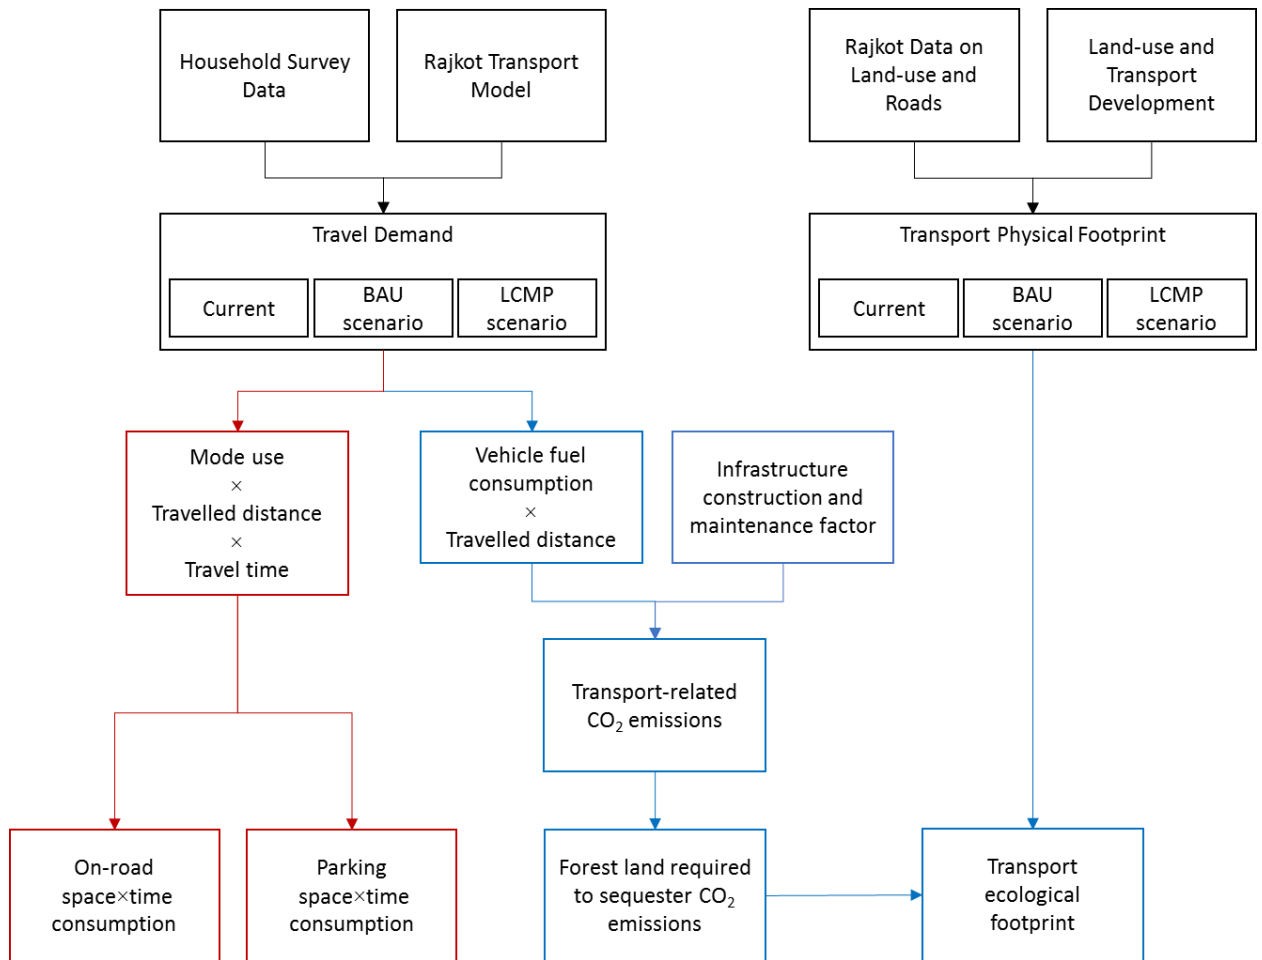 Household Survey
Data
Rajkot Transport
Model
Rajkot Data on
Land-use and
Roads
Land-use and
Transport
Development
Travel Demand
Current
BAU
scenario
LCMP
scenario
Transport Physical Footprint
Current
BAU
scenario
LCMP
scenario
Mode use
×
Travelled distance
×
Travel time
Vehicle fuel
consumption
×
Travelled distance
Infrastructure
construction and
maintenance factor
Transport-related
CO₂ emissions
On-road
space×time
consumption
Parking
space×time
consumption
Forest land required
to sequester CO₂
emissions
Transport
ecological
footprint